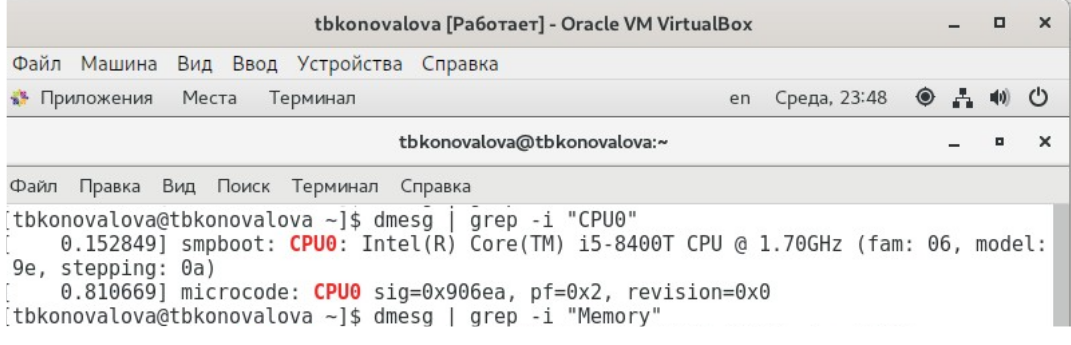 tbkonovalova [Работает] - Oracle VM VirtualBox
Файл Машина Вид Ввод Устройства Справка
Приложения Места Терминал en Среда, 23:48
tbkonovalova@tbkonovalova:~
Файл Правка Вид Поиск Терминал Справка
[tbkonovalova@tbkonovalova ~]$ dmesg | grep -i "CPU0"
[    0.152849] smpboot: CPU0: Intel(R) Core(TM) i5-8400T CPU @ 1.70GHz (fam: 06, model:
9e, stepping: 0a)
[    0.810669] microcode: CPU0 sig=0x906ea, pf=0x2, revision=0x0
[tbkonovalova@tbkonovalova ~]$ dmesg | grep -i "Memory"